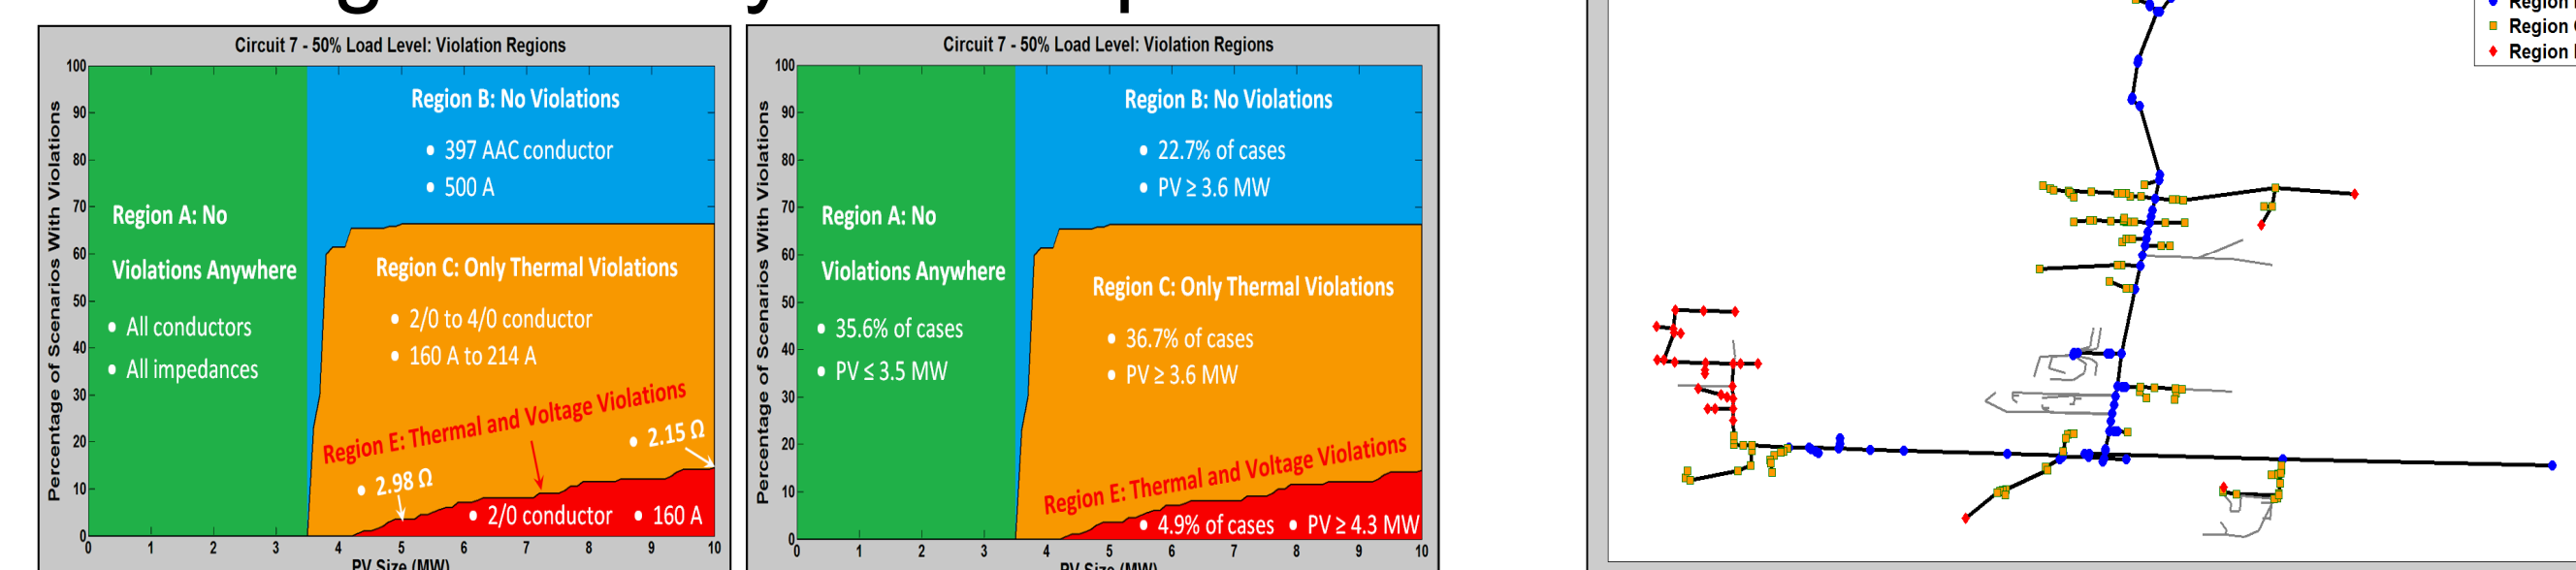 Circuit 7 - 50% Load Level: Violation Regions
Percentage of Scenarios With Violations
100
90
80
70
60
50
40
30
20
10
0
Region A: No
Violations Anywhere
• All conductors
• All impedances
Region B: No Violations
• 397 AAC conductor
• 500 A
Region C: Only Thermal Violations
• 2/0 to 4/0 conductor
• 160 A to 214 A
Region E: Thermal and Voltage Violations
• 2.98 Ω
• 2.15 Ω
• 2/0 conductor • 160 A
0 1 2 3 4 5 6 7 8 9 10
PV Size (MW)
Circuit 7 - 50% Load Level: Violation Regions
Percentage of Scenarios With Violations
100
90
80
70
60
50
40
30
20
10
0
Region A: No
Violations Anywhere
• 35.6% of cases
• PV ≤ 3.5 MW
Region B: No Violations
• 22.7% of cases
• PV ≥ 3.6 MW
Region C: Only Thermal Violations
• 36.7% of cases
• PV ≥ 3.6 MW
Region E: Thermal and Voltage Violations
• 4.9% of cases • PV ≥ 4.3 MW
0 1 2 3 4 5 6 7 8 9 10
PV Size (MW)
Region
Region
Region